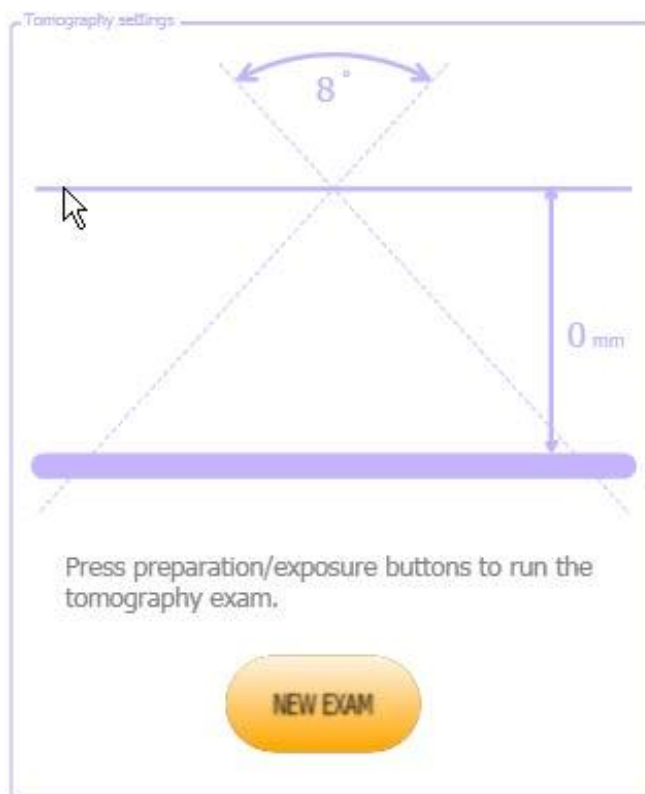 Tomography settings
8°
0 mm
Press preparation/exposure buttons to run the
tomography exam.
NEW EXAM